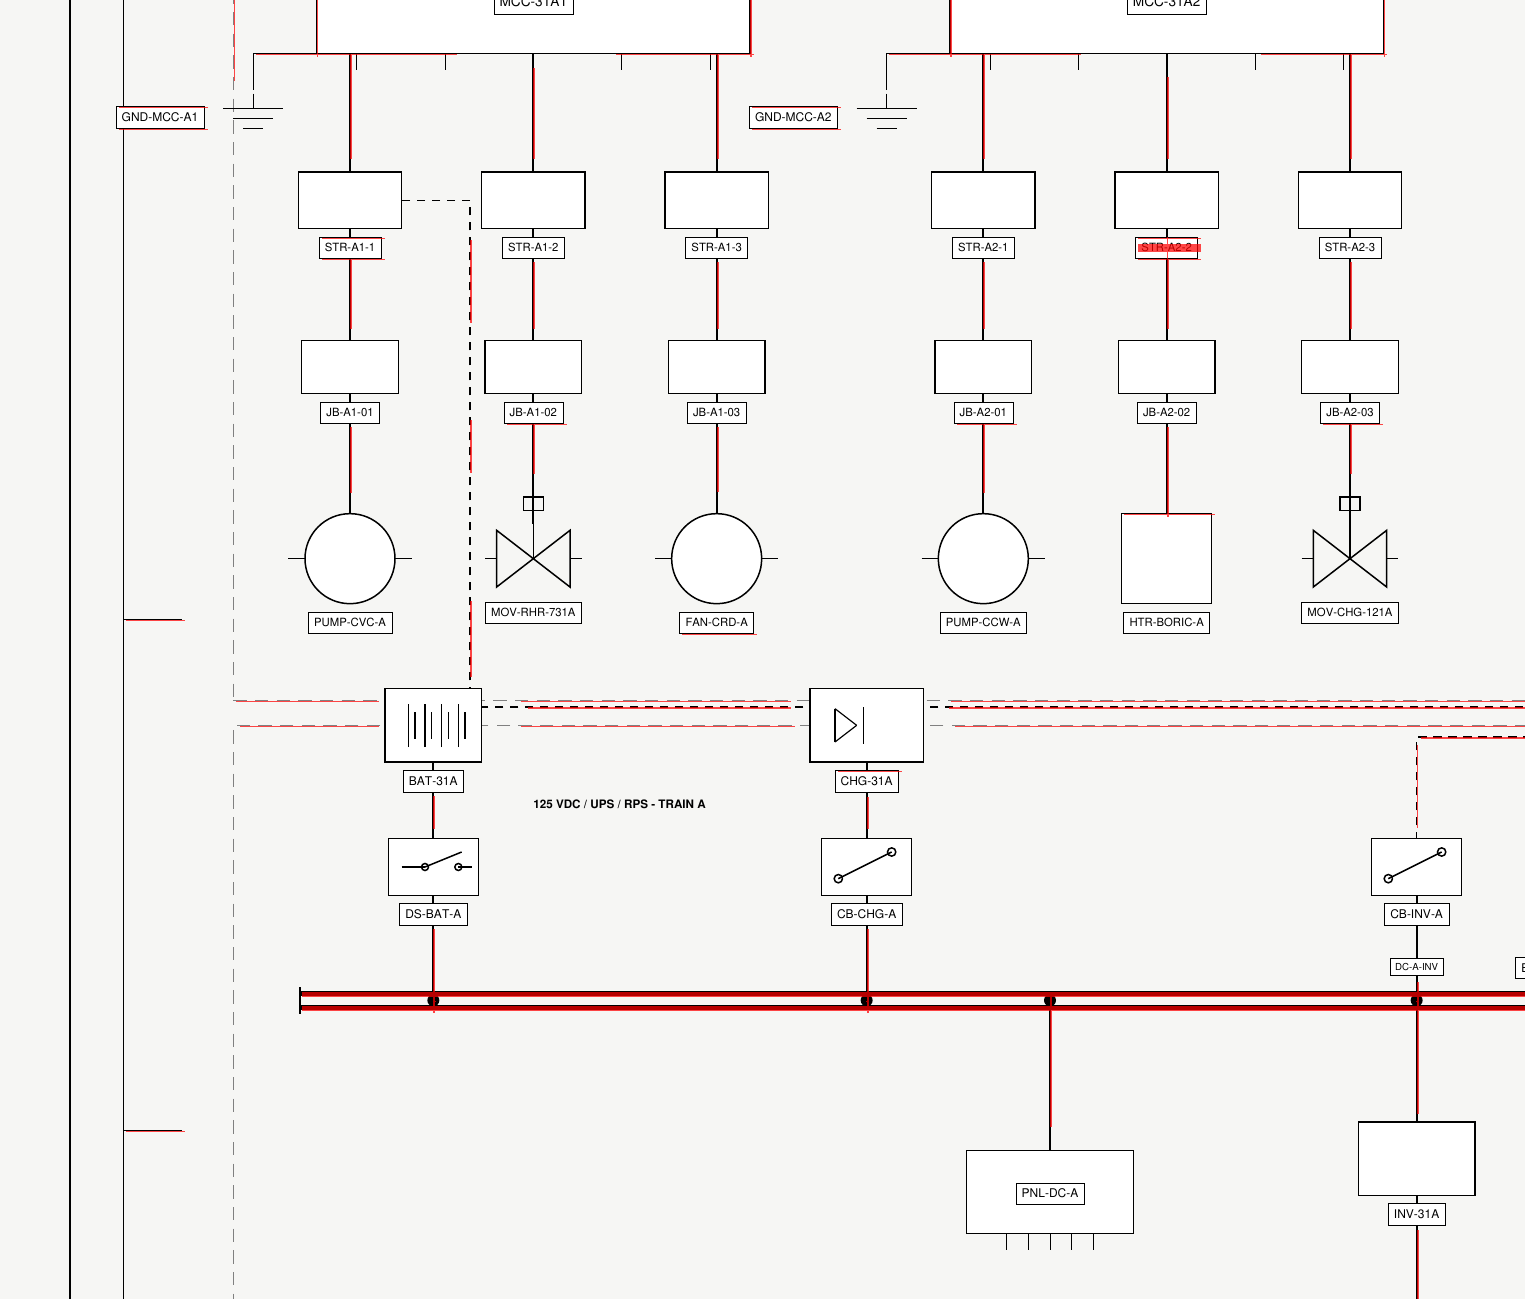 MCC-31A1
MCC-31A2
GND-MCC-A1
GND-MCC-A2
STR-A1-1
STR-A1-2
STR-A1-3
STR-A2-1
STR-A2-2
STR-A2-3
JB-A1-01
JB-A1-02
JB-A1-03
JB-A2-01
JB-A2-02
JB-A2-03
PUMP-CVC-A
MOV-RHR-731A
FAN-CRD-A
PUMP-CCW-A
HTR-BORIC-A
MOV-CHG-121A
BAT-31A
CHG-31A
125 VDC / UPS / RPS - TRAIN A
DS-BAT-A
CB-CHG-A
CB-INV-A
DC-A-INV
PNL-DC-A
INV-31A